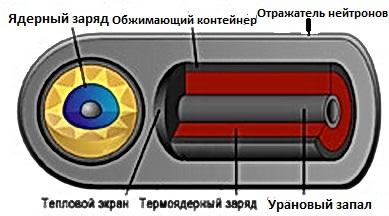 Ядерный заряд
Обжимающий контейнер
Отражатель нейтронов
Тепловой экран
Термоядерный заряд
Урановый запал